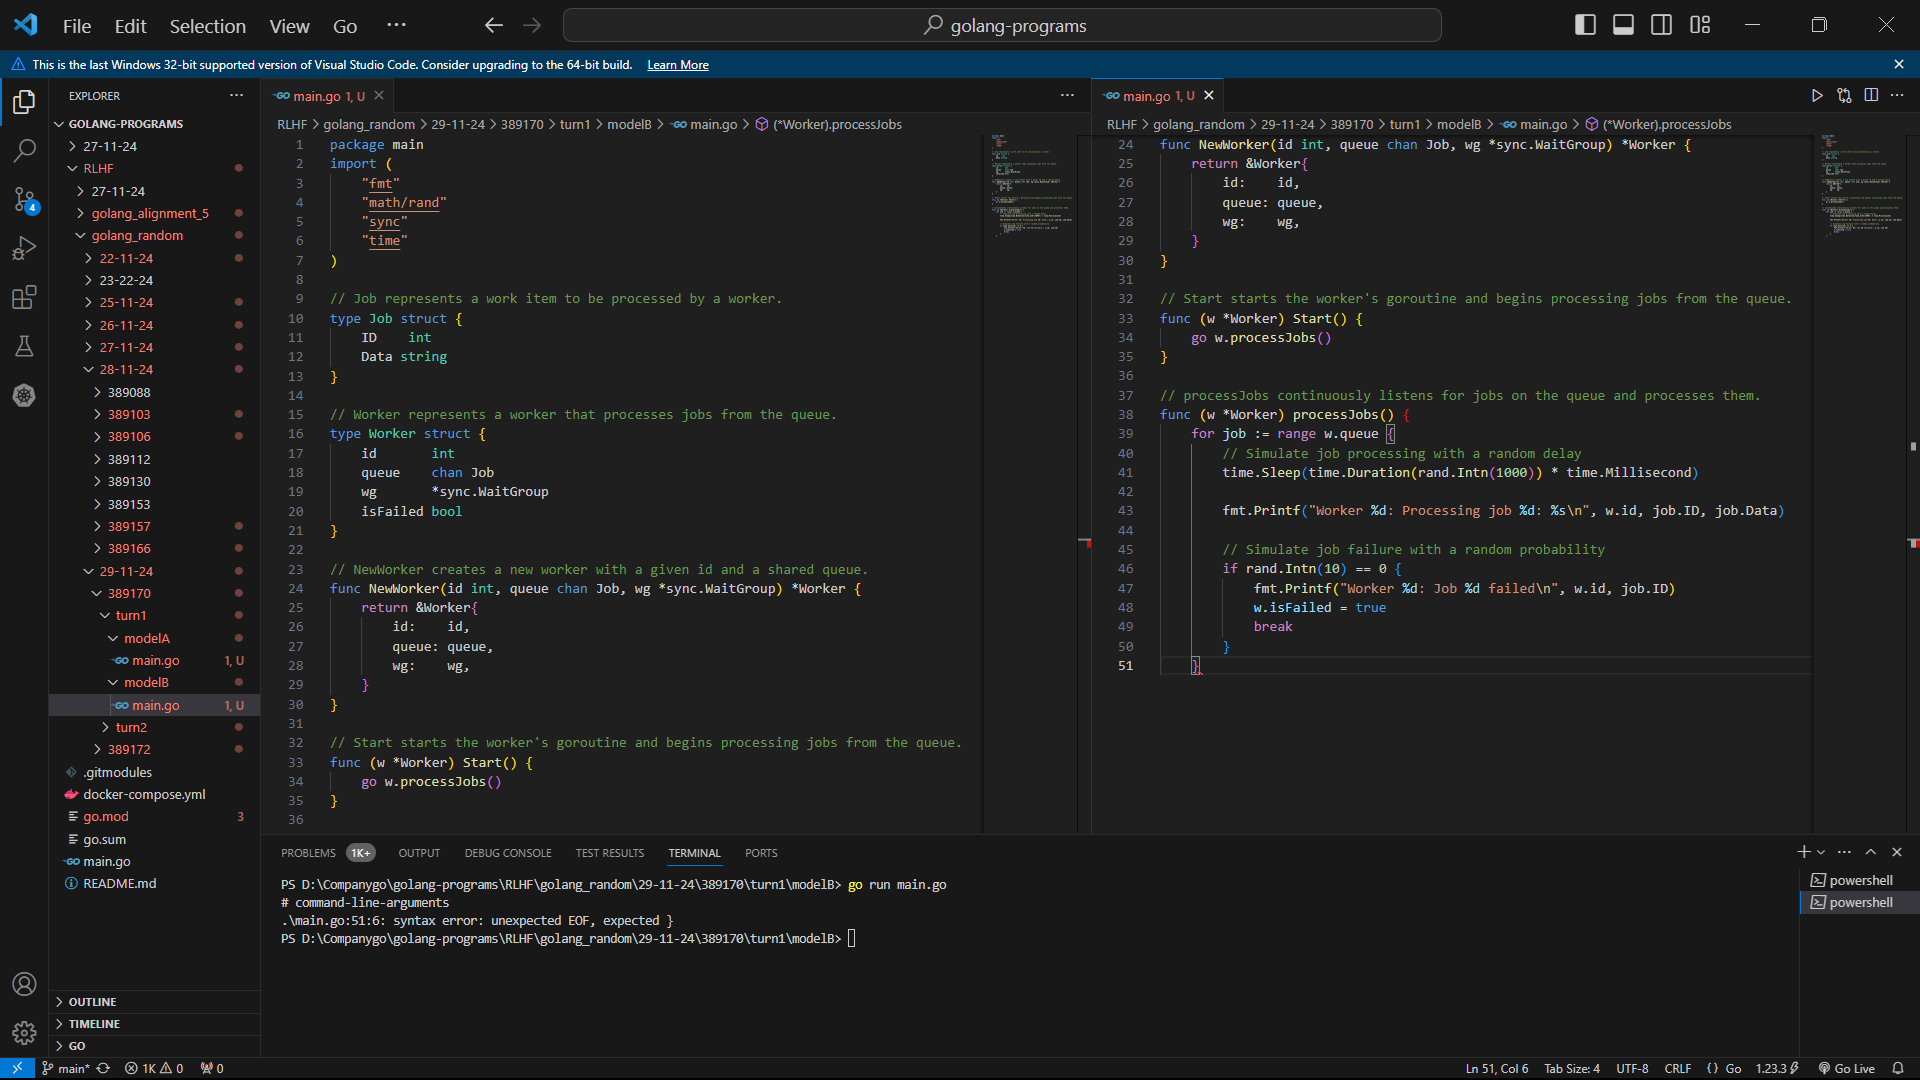 File Edit Selection View Go ··· golang-programs
This is the last Windows 32-bit supported version of Visual Studio Code. Consider upgrading to the 64-bit build. Learn More
EXPLORER
GOLANG-PROGRAMS
27-11-24
RLHF
27-11-24
golang_alignment_5
golang_random
22-11-24
23-22-24
25-11-24
26-11-24
27-11-24
28-11-24
389088
389103
389106
389112
389130
389153
389157
389166
29-11-24
389170
turn1
modelA
main.go 1, U
modelB
main.go 1, U
turn2
389172
.gitmodules
docker-compose.yml
go.mod 3
go.sum
main.go
README.md
OUTLINE
TIMELINE
GO
4
main.go 1, U
RLHF > golang_random > 29-11-24 > 389170 > turn1 > modelB > main.go > (*Worker).processJobs
1 package main
2 import (
3 "fmt"
4 "math/rand"
5 "sync"
6 "time"
7 )
8
9 // Job represents a work item to be processed by a worker.
10 type Job struct {
11 ID int
12 Data string
13 }
14
15 // Worker represents a worker that processes jobs from the queue.
16 type Worker struct {
17 id int
18 queue chan Job
19 wg *sync.WaitGroup
20 isFailed bool
21 }
22
23 // NewWorker creates a new worker with a given id and a shared queue.
24 func NewWorker(id int, queue chan Job, wg *sync.WaitGroup) *Worker {
25 return &Worker{
26 id: id,
27 queue: queue,
28 wg: wg,
29 }
30 }
31
32 // Start starts the worker's goroutine and begins processing jobs from the queue.
33 func (w *Worker) Start() {
34 go w.processJobs()
35 }
36
main.go 1, U
RLHF > golang_random > 29-11-24 > 389170 > turn1 > modelB > main.go > (*Worker).processJobs
24 func NewWorker(id int, queue chan Job, wg *sync.WaitGroup) *Worker {
25 return &Worker{
26 id: id,
27 queue: queue,
28 wg: wg,
29 }
30 }
31
32 // Start starts the worker's goroutine and begins processing jobs from the queue.
33 func (w *Worker) Start() {
34 go w.processJobs()
35 }
36
37 // processJobs continuously listens for jobs on the queue and processes them.
38 func (w *Worker) processJobs() {
39 for job := range w.queue {
40 // Simulate job processing with a random delay
41 time.Sleep(time.Duration(rand.Intn(1000)) * time.Millisecond)
42
43 fmt.Printf("Worker %d: Processing job %d: %s\n", w.id, job.ID, job.Data)
44
45 // Simulate job failure with a random probability
46 if rand.Intn(10) == 0 {
47 fmt.Printf("Worker %d: Job %d failed\n", w.id, job.ID)
48 w.isFailed = true
49 break
50 }
51 }
PROBLEMS 1K+ OUTPUT DEBUG CONSOLE TEST RESULTS TERMINAL PORTS
PS D:\Companygo\golang-programs\RLHF\golang_random\29-11-24\389170\turn1\modelB> go run main.go
# command-line-arguments
.\main.go:51:6: syntax error: unexpected EOF, expected }
PS D:\Companygo\golang-programs\RLHF\golang_random\29-11-24\389170\turn1\modelB>
powershell
powershell
main* 1K 0 0 Ln 51, Col 6 Tab Size: 4 UTF-8 CRLF {} Go 1.23.3 Go Live